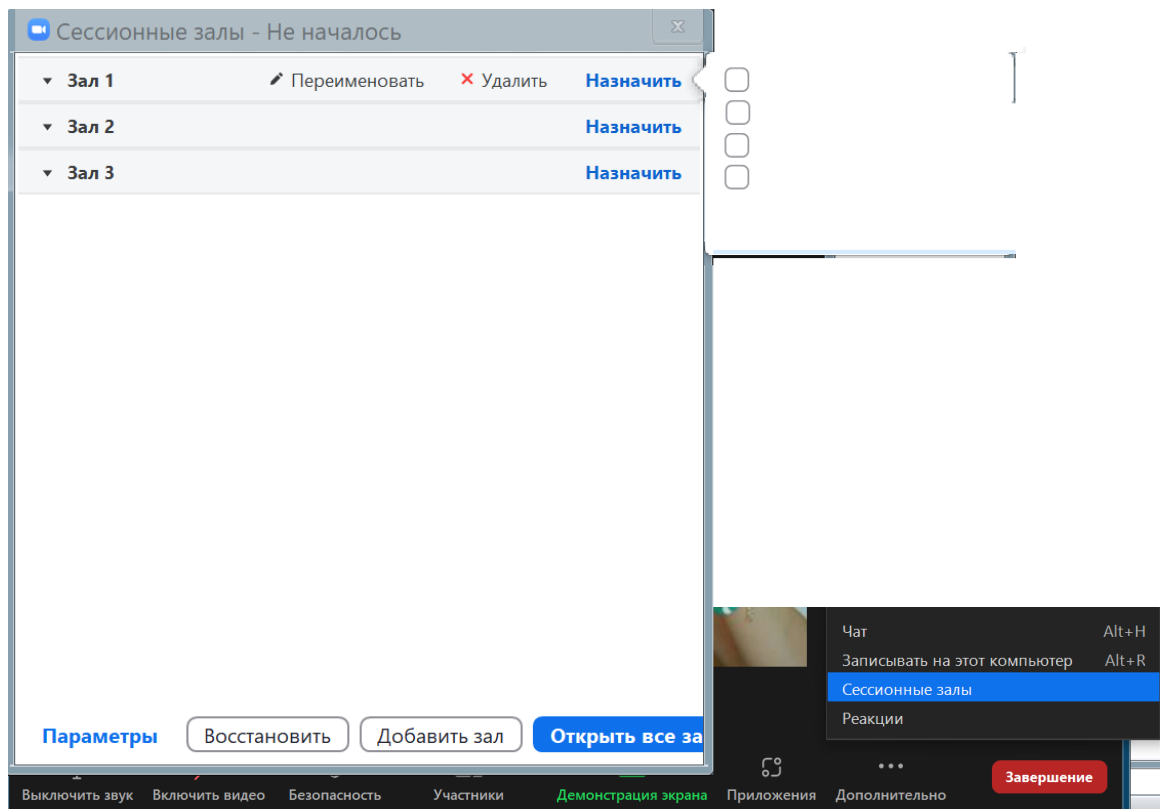 Сессионные залы - Не началось
Зал 1 Переименовать Удалить Назначить
Зал 2 Назначить
Зал 3 Назначить
Параметры Восстановить Добавить зал Открыть все за
Чат Alt+H
Записывать на этот компьютер Alt+R
Сессионные залы
Реакции
Выключить звук Включить видео Безопасность Участники Демонстрация экрана Приложения Дополнительно Завершение